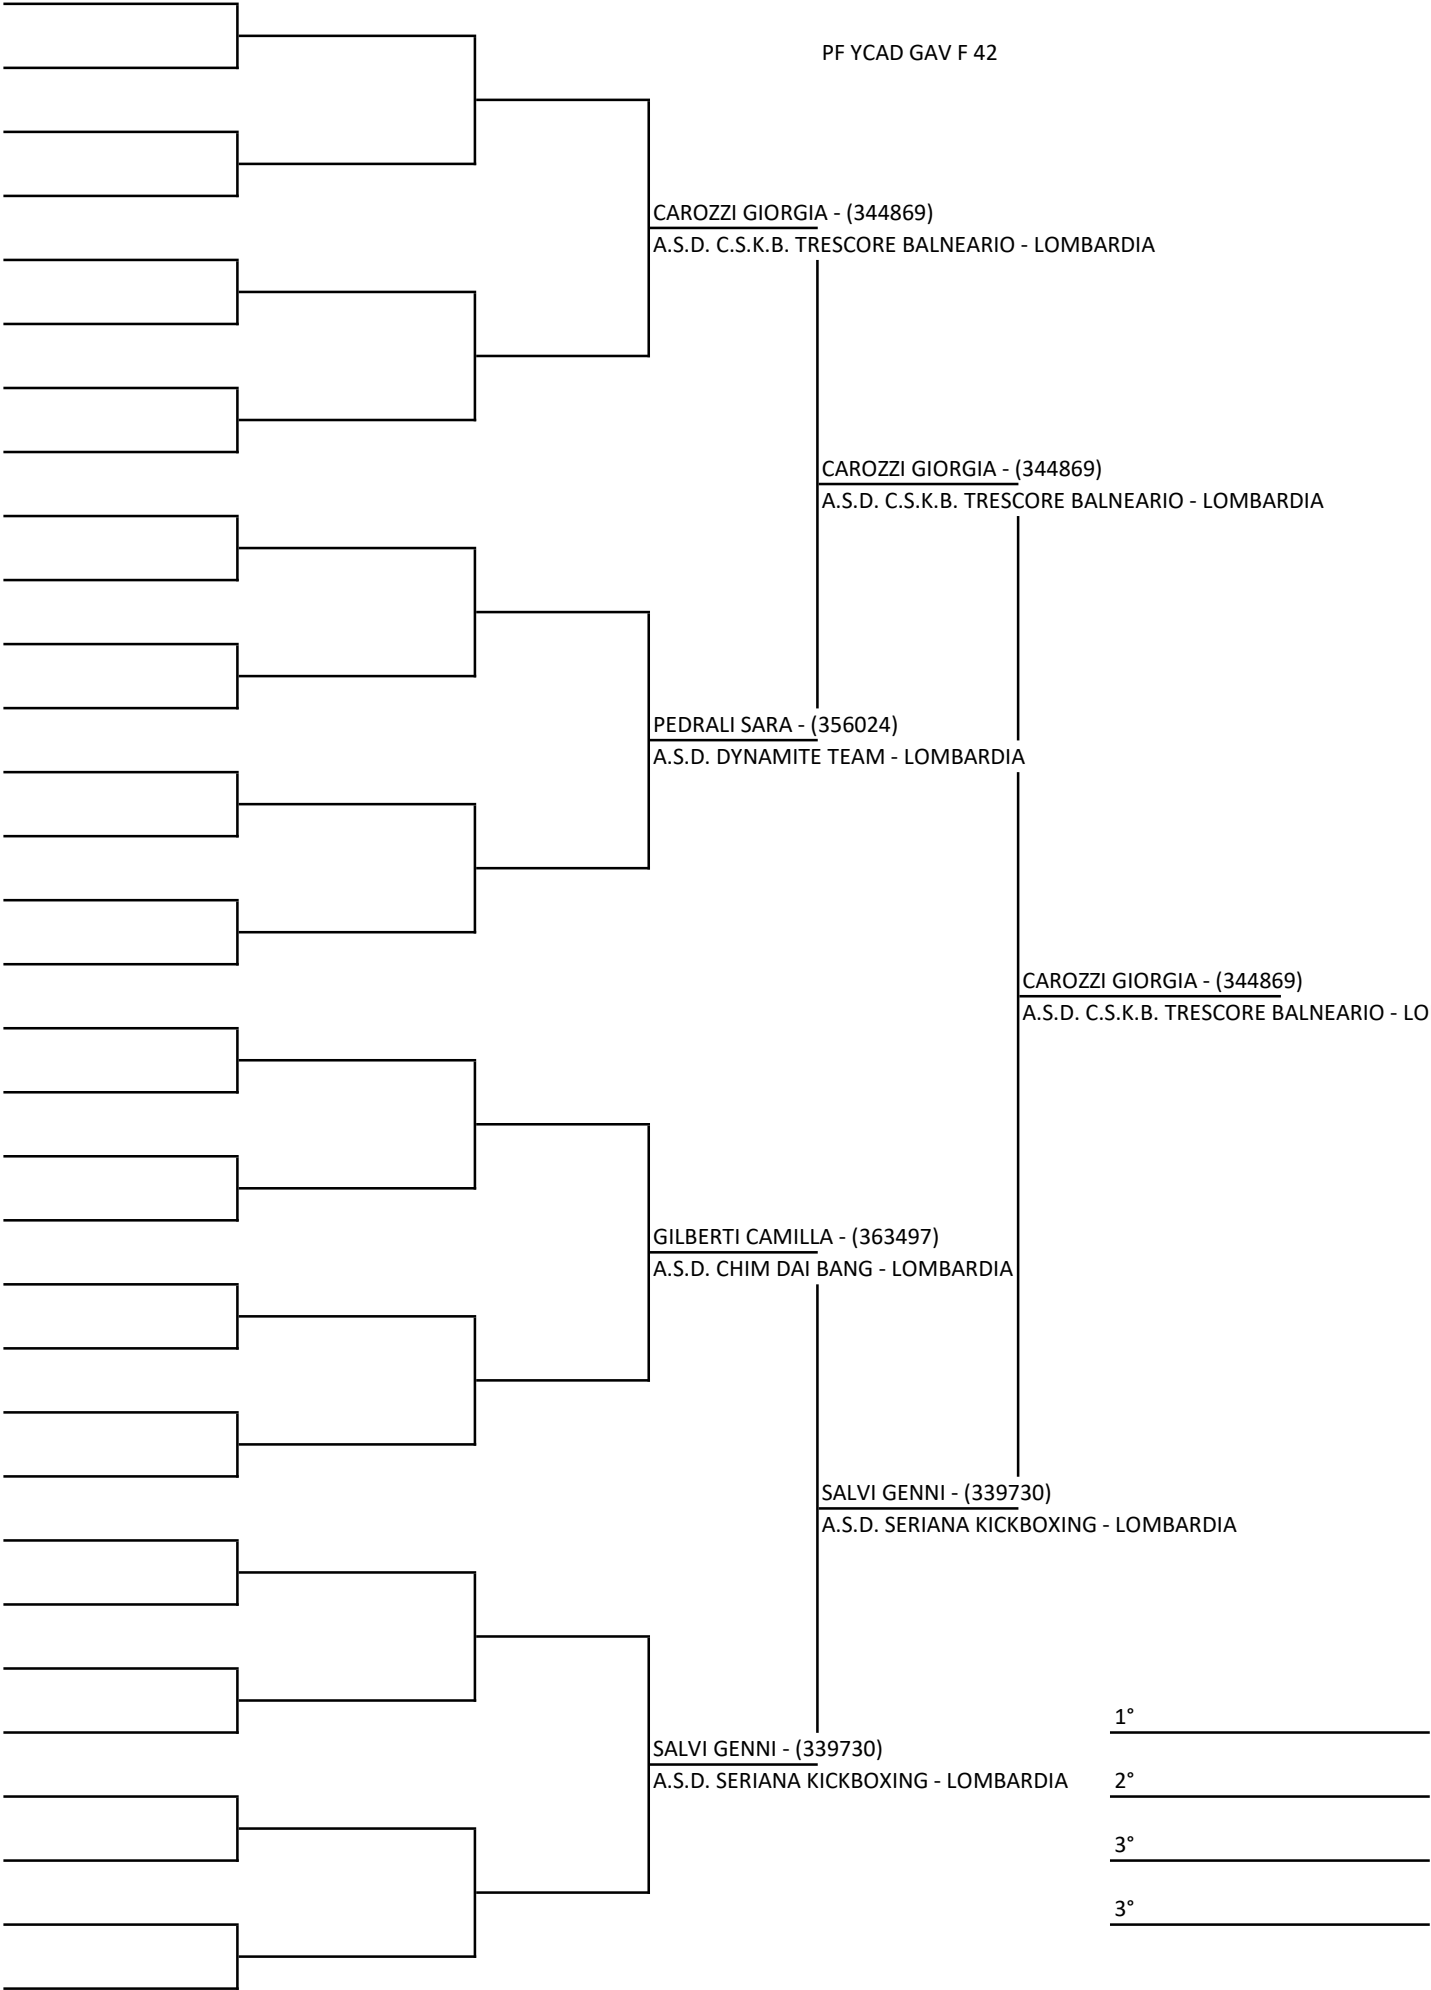 PF YCAD GAV F 42
CAROZZI GIORGIA - (344869)
A.S.D. C.S.K.B. TRESCORE BALNEARIO - LOMBARDIA
CAROZZI GIORGIA - (344869)
A.S.D. C.S.K.B. TRESCORE BALNEARIO - LOMBARDIA
PEDRALI SARA - (356024)
A.S.D. DYNAMITE TEAM - LOMBARDIA
CAROZZI GIORGIA - (344869)
A.S.D. C.S.K.B. TRESCORE BALNEARIO - LO
GILBERTI CAMILLA - (363497)
A.S.D. CHIM DAI BANG - LOMBARDIA
SALVI GENNI - (339730)
A.S.D. SERIANA KICKBOXING - LOMBARDIA
SALVI GENNI - (339730)
A.S.D. SERIANA KICKBOXING - LOMBARDIA
1°
2°
3°
3°